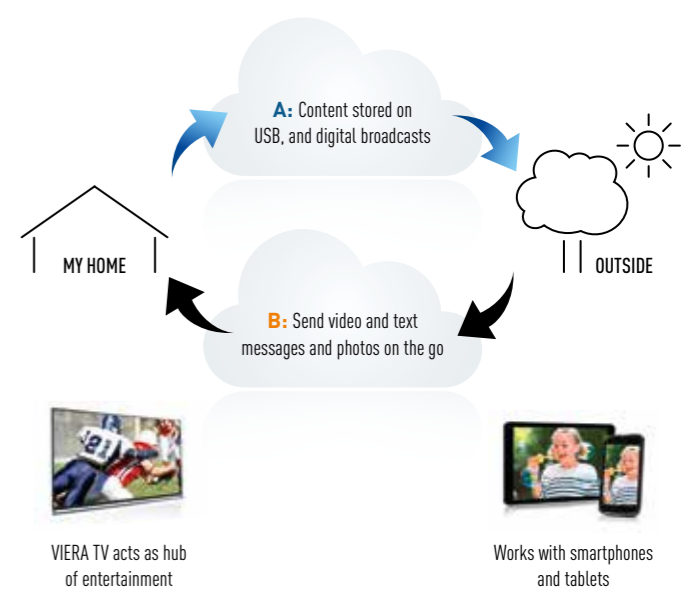 A: Content stored on
USB, and digital broadcasts
MY HOME
OUTSIDE
B: Send video and text
messages and photos on the go
VIERA TV acts as hub
of entertainment
Works with smartphones
and tablets